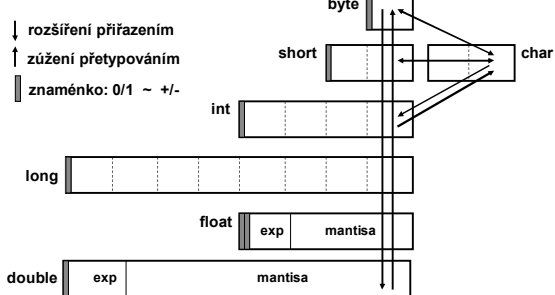 byte
rozšíření přiřazením
zúžení přetypováním
znaménko: 0/1 ~ +/-
short
char
int
long
float
exp
mantisa
double
exp
mantisa